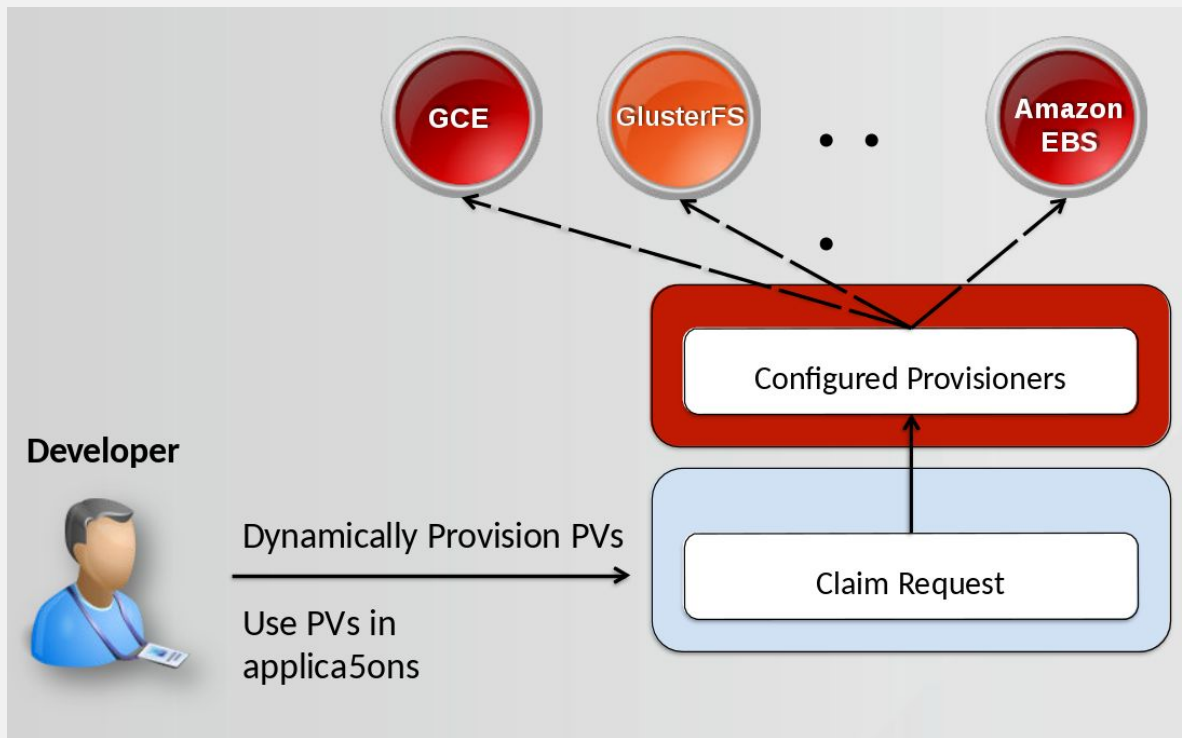 GCE
GlusterFS
Amazon
EBS
Configured Provisioners
Developer
Dynamically Provision PVs
Claim Request
Use PVs in
applica5ons